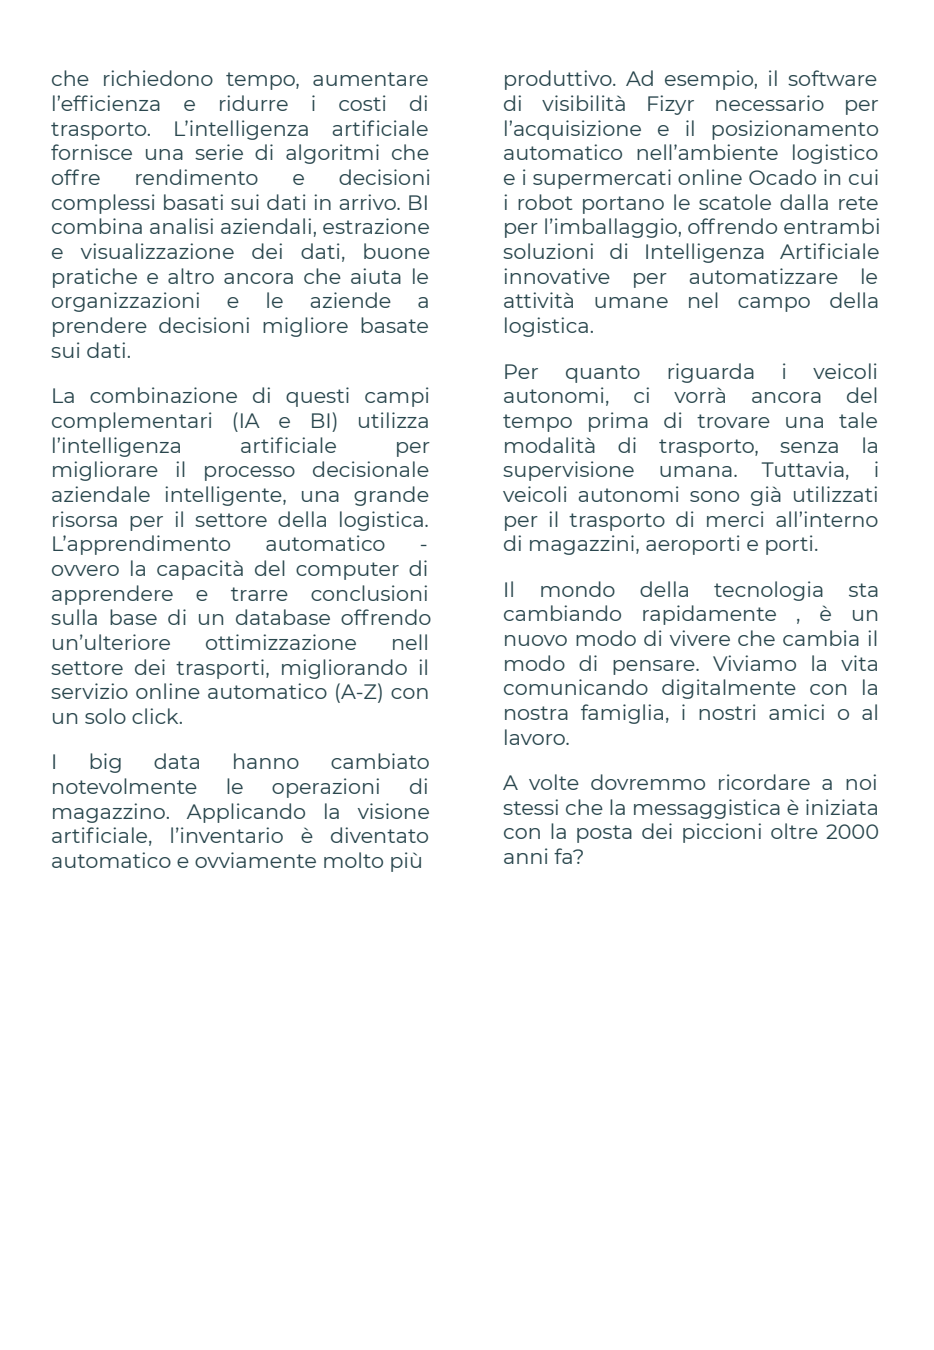 che richiedono tempo, aumentare
l’efficienza e ridurre i costi di
trasporto. L’intelligenza artificiale
fornisce una serie di algoritmi che
offre rendimento e decisioni
complessi basati sui dati in arrivo. BI
combina analisi aziendali, estrazione
e visualizzazione dei dati, buone
pratiche e altro ancora che aiuta le
organizzazioni e le aziende a
prendere decisioni migliore basate
sui dati.
La combinazione di questi campi
complementari (IA e BI) utilizza
l’intelligenza artificiale per
migliorare il processo decisionale
aziendale intelligente, una grande
risorsa per il settore della logistica.
L’apprendimento automatico -
ovvero la capacità del computer di
apprendere e trarre conclusioni
sulla base di un database offrendo
un’ulteriore ottimizzazione nell
settore dei trasporti, migliorando il
servizio online automatico (A-Z) con
un solo click.
I big data hanno cambiato
notevolmente le operazioni di
magazzino. Applicando la visione
artificiale, l’inventario è diventato
automatico e ovviamente molto più
produttivo. Ad esempio, il software
di visibilità Fizyr necessario per
l’acquisizione e il posizionamento
automatico nell’ambiente logistico
e i supermercati online Ocado in cui
i robot portano le scatole dalla rete
per l’imballaggio, offrendo entrambi
soluzioni di Intelligenza Artificiale
innovative per automatizzare le
attività umane nel campo della
logistica.
Per quanto riguarda i veicoli
autonomi, ci vorrà ancora del
tempo prima di trovare una tale
modalità di trasporto, senza la
supervisione umana. Tuttavia, i
veicoli autonomi sono già utilizzati
per il trasporto di merci all’interno
di magazzini, aeroporti e porti.
Il mondo della tecnologia sta
cambiando rapidamente , è un
nuovo modo di vivere che cambia il
modo di pensare. Viviamo la vita
comunicando digitalmente con la
nostra famiglia, i nostri amici o al
lavoro.
A volte dovremmo ricordare a noi
stessi che la messaggistica è iniziata
con la posta dei piccioni oltre 2000
anni fa?